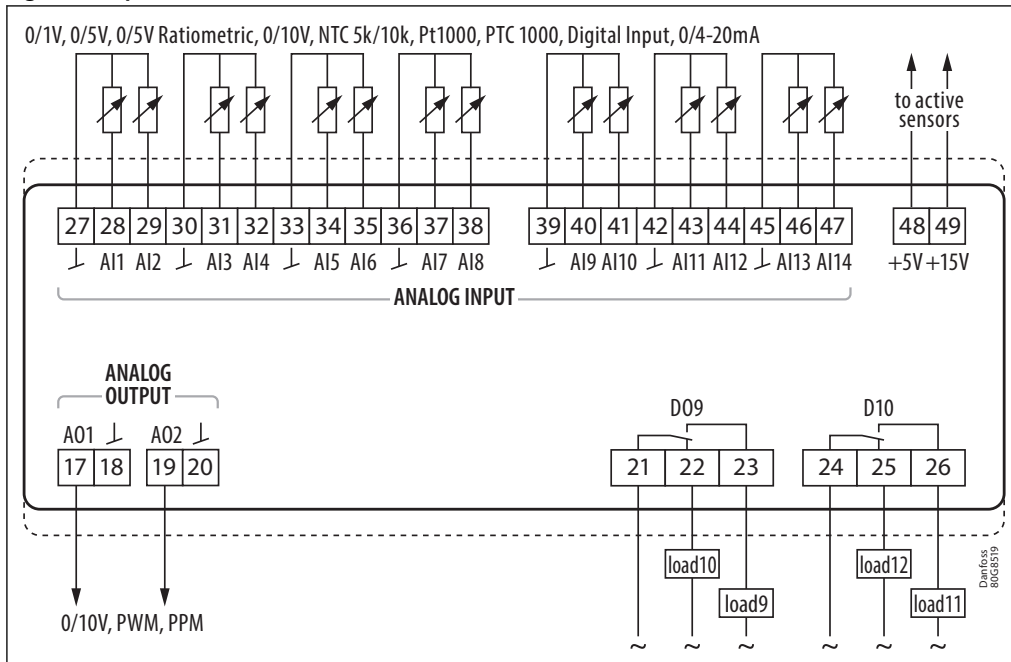 0/1V, 0/5V, 0/5V Ratiometric, 0/10V, NTC 5k/10k, Pt1000, PTC 1000, Digital Input, 0/4-20mA
to active
sensors
27 28 29 30 31 32 33 34 35 36 37 38 39 40 41 42 43 44 45 46 47 48 49
AI1 AI2 AI3 AI4 AI5 AI6 AI7 AI8 AI9 AI10 AI11 AI12 AI13 AI14 +5V +15V
ANALOG INPUT
ANALOG
OUTPUT
AO1 AO2
17 18 19 20
DO9 D10
21 22 23 24 25 26
load10 load12
load9 load11
~ ~ ~ ~ ~ ~
0/10V, PWM, PPM
Danfoss
80G8519